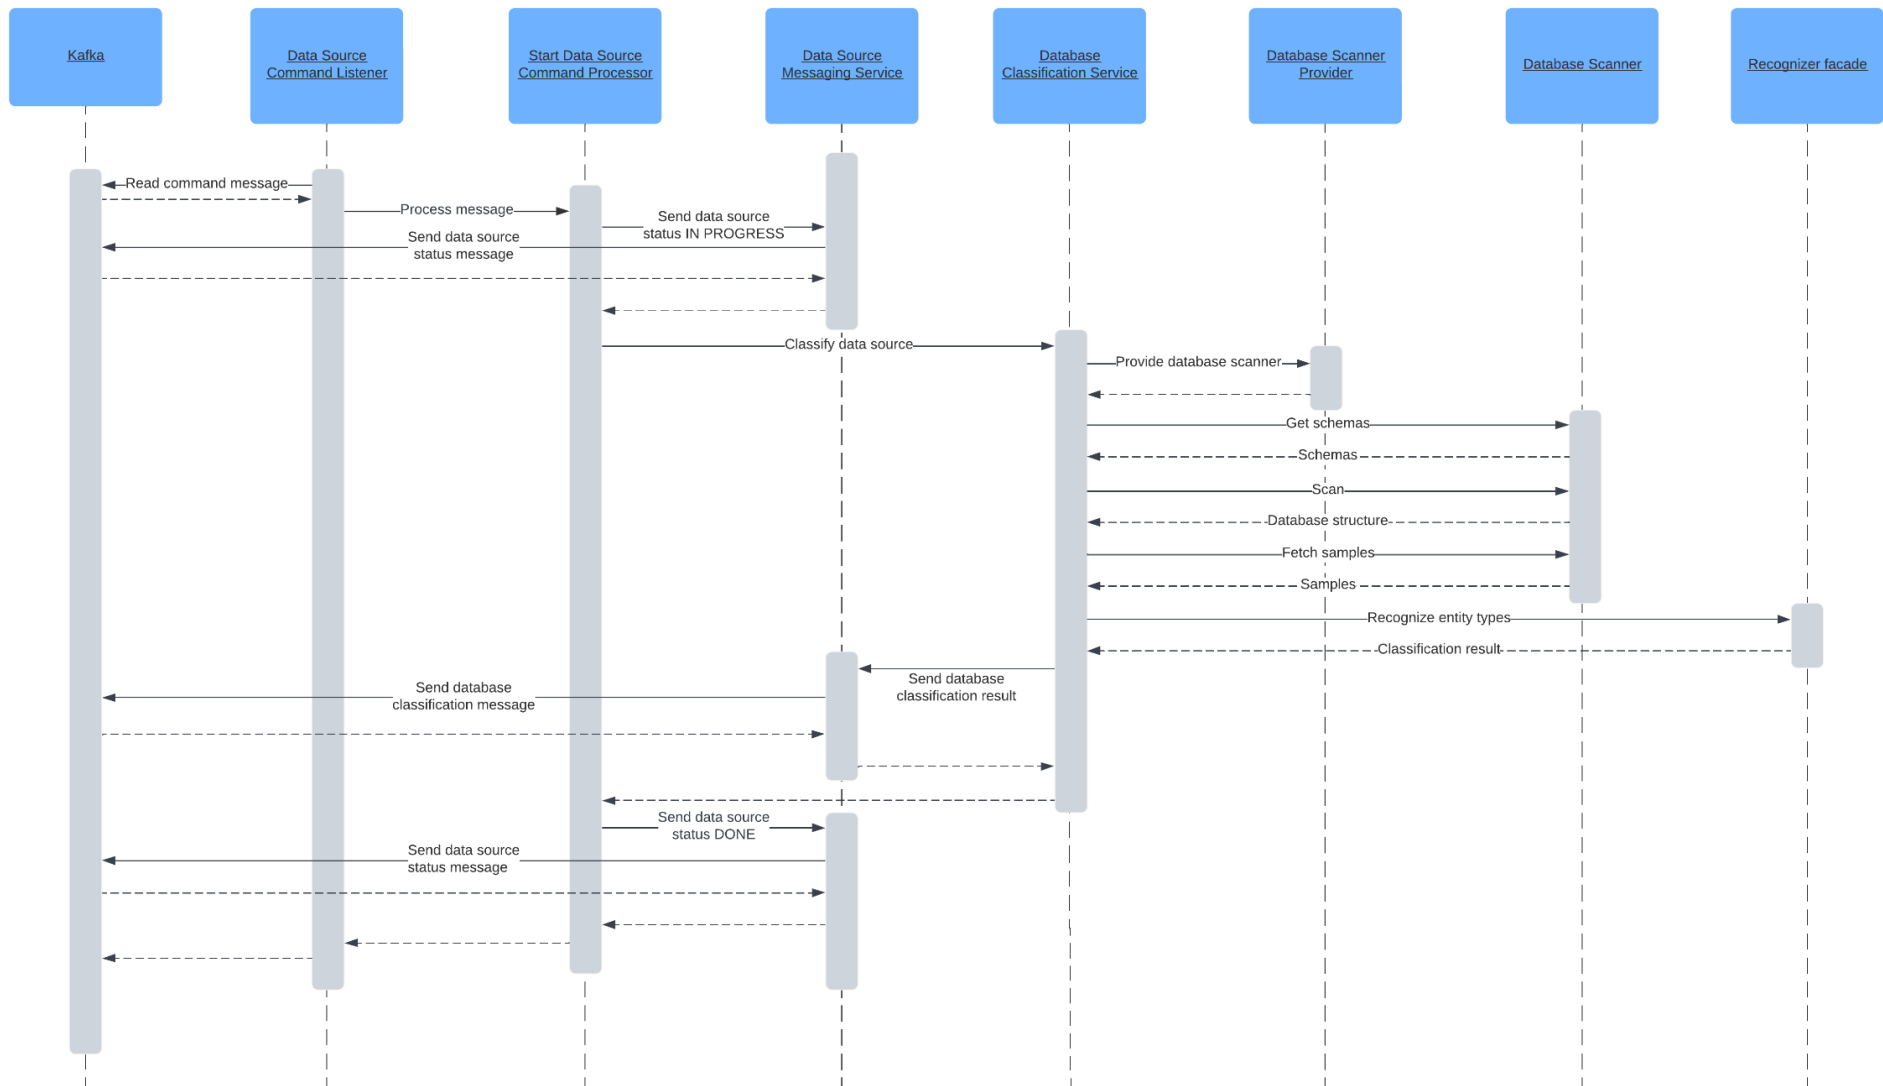 Kafka
Data Source
Command Listener
Start Data Source
Command Processor
Data Source
Messaging Service
Database
Classification Service
Database Scanner
Provider
Database Scanner
Recognizer facade
Read command message
Process message
Send data source
status IN PROGRESS
Send data source
status message
Classify data source
Provide database scanner
Get schemas
Schemas
Scan
Database structure
Fetch samples
Samples
Recognize entity types
Classification result
Send database
classification result
Send database
classification message
Send data source
status DONE
Send data source
status message